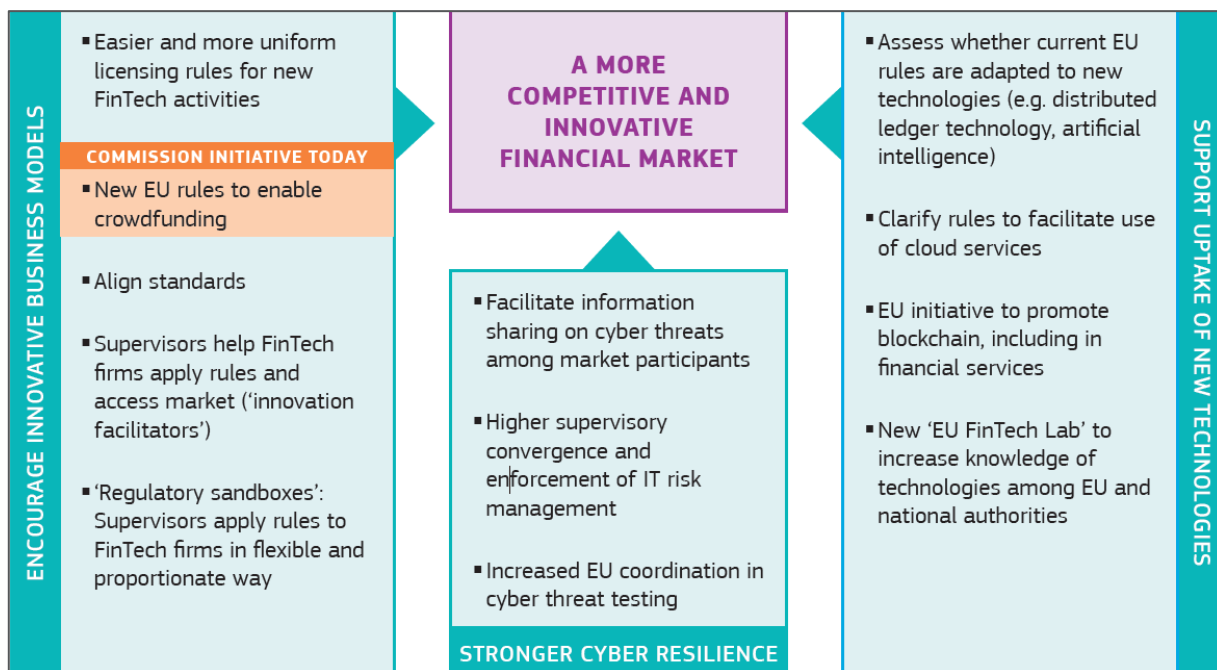 ENCOURAGE INNOVATIVE BUSINESS MODELS
▪ Easier and more uniform
licensing rules for new
FinTech activities
COMMISSION INITIATIVE TODAY
▪ New EU rules to enable
crowdfunding
▪ Align standards
▪ Supervisors help FinTech
firms apply rules and
access market (‘innovation
facilitators’)
▪ ‘Regulatory sandboxes’:
Supervisors apply rules to
FinTech firms in flexible and
proportionate way
A MORE
COMPETITIVE AND
INNOVATIVE
FINANCIAL MARKET
▪ Facilitate information
sharing on cyber threats
among market participants
▪ Higher supervisory
convergence and
enforcement of IT risk
management
▪ Increased EU coordination in
cyber threat testing
STRONGER CYBER RESILIENCE
▪ Assess whether current EU
rules are adapted to new
technologies (e.g. distributed
ledger technology, artificial
intelligence)
▪ Clarify rules to facilitate use
of cloud services
▪ EU initiative to promote
blockchain, including in
financial services
▪ New ‘EU FinTech Lab’ to
increase knowledge of
technologies among EU and
national authorities
SUPPORT UPTAKE OF NEW TECHNOLOGIES